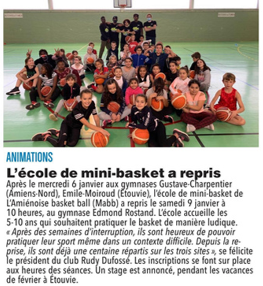 ANIMATIONS
L'école de mini-basket a repris
Après le mercredi 6 janvier aux gymnases Gustave-Charpentier
(Amiens-Nord), Emile-Moiroud (Etouvie), l'école de mini-basket de
L'Amiénoise basket ball (Mabb) a repris le samedi 9 janvier à
10 heures, au gymnase Edmond Rostand. L'école accueille les
5-10 ans qui souhaitent pratiquer le basket de manière ludique.
« Après des semaines d'interruption, ils sont heureux de pouvoir
pratiquer leur sport même dans un contexte difficile. Depuis la re-
prise, ils sont déjà une centaine répartis sur les trois sites », se félicite
le président du club Rudy Dufossé. Les inscriptions se font sur place
aux heures des séances. Un stage est annoncé, pendant les vacances
de février à Etouvie.